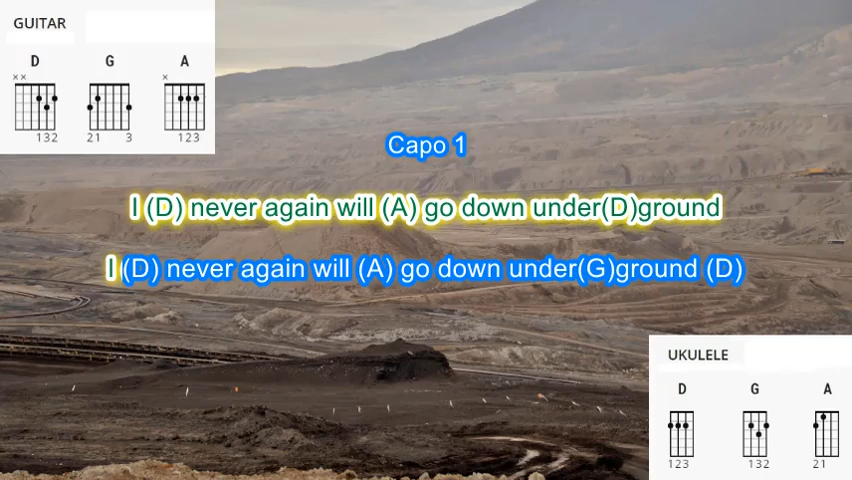 GUITAR
D G A
×× ×
132 21 3 123
Capo 1
I (D) never again will (A) go down under(D)ground
I (D) never again will (A) go down under(G)ground (D)
UKULELE
D G A
123 132 21